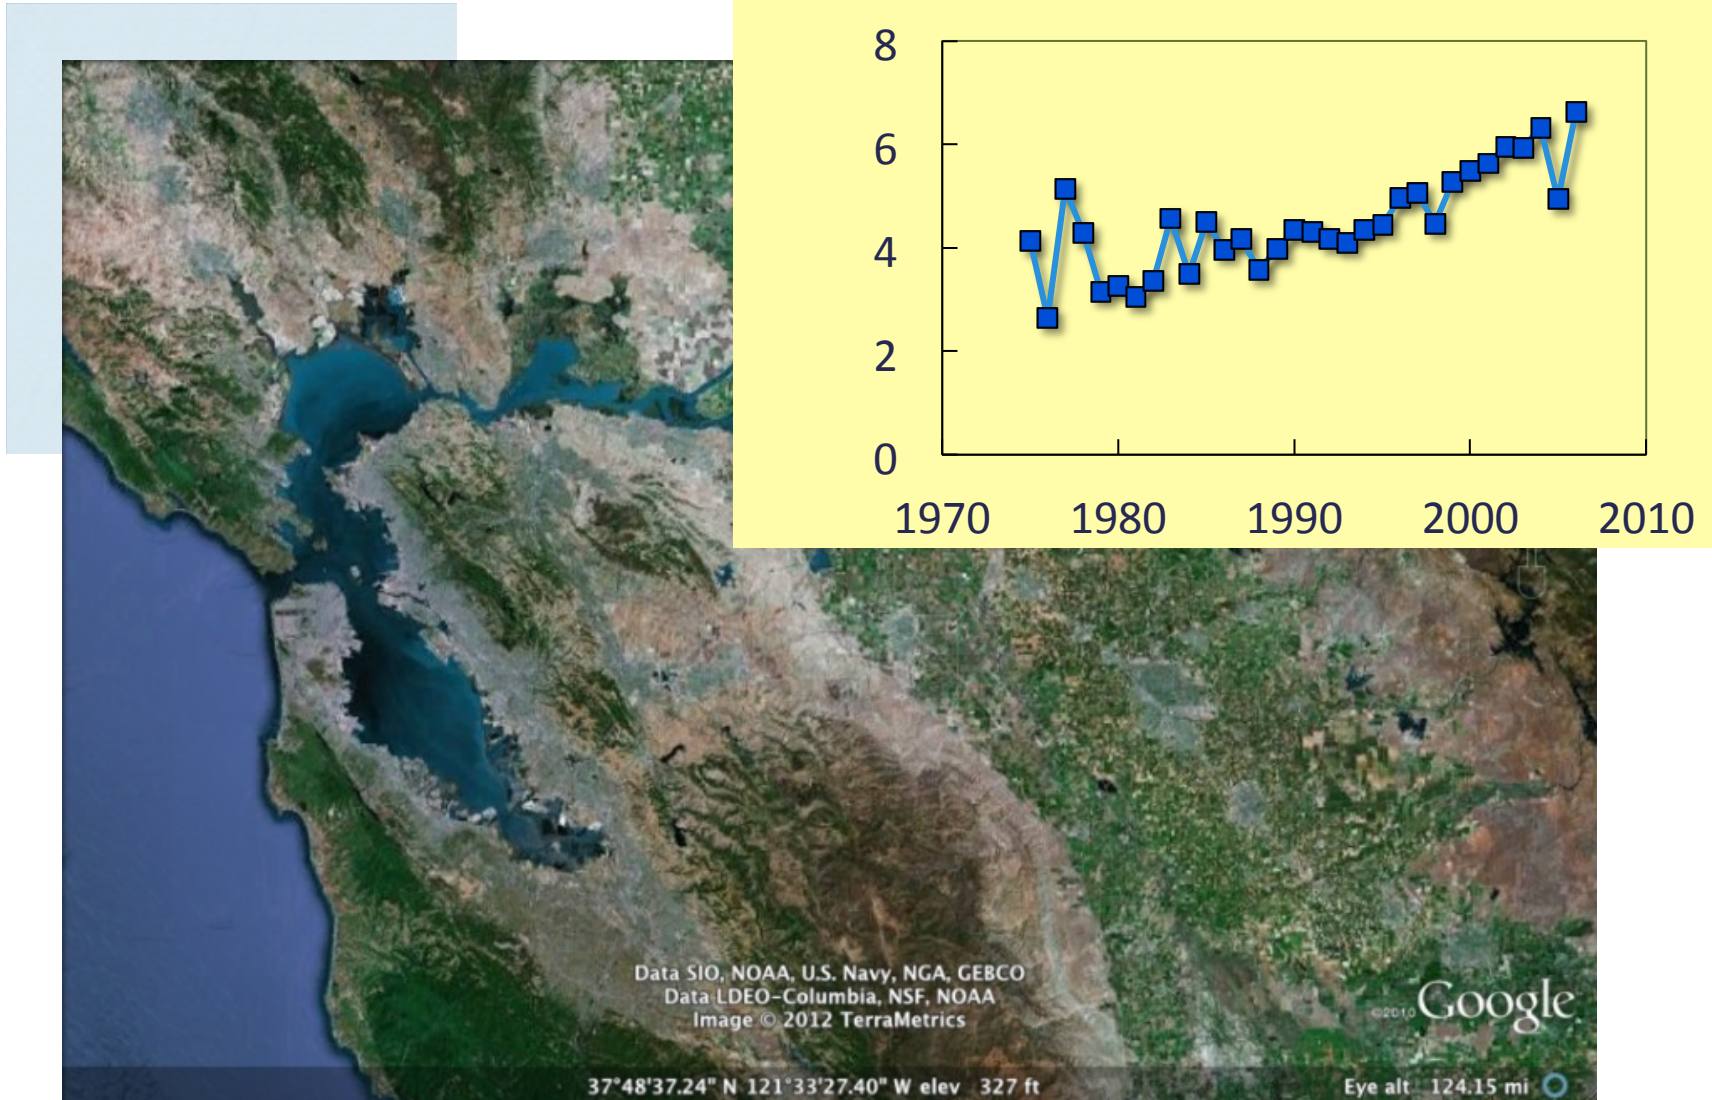 8
6
4
2
0
1970 1980 1990 2000 2010
Data SIO, NOAA, U.S. Navy, NGA, GEBCO
Data LDEO-Columbia, NSF, NOAA
Image © 2012 TerraMetrics
©2010 Google
37°48'37.24" N 121°33'27.40" W elev 327 ft
Eye alt 124.15 mi